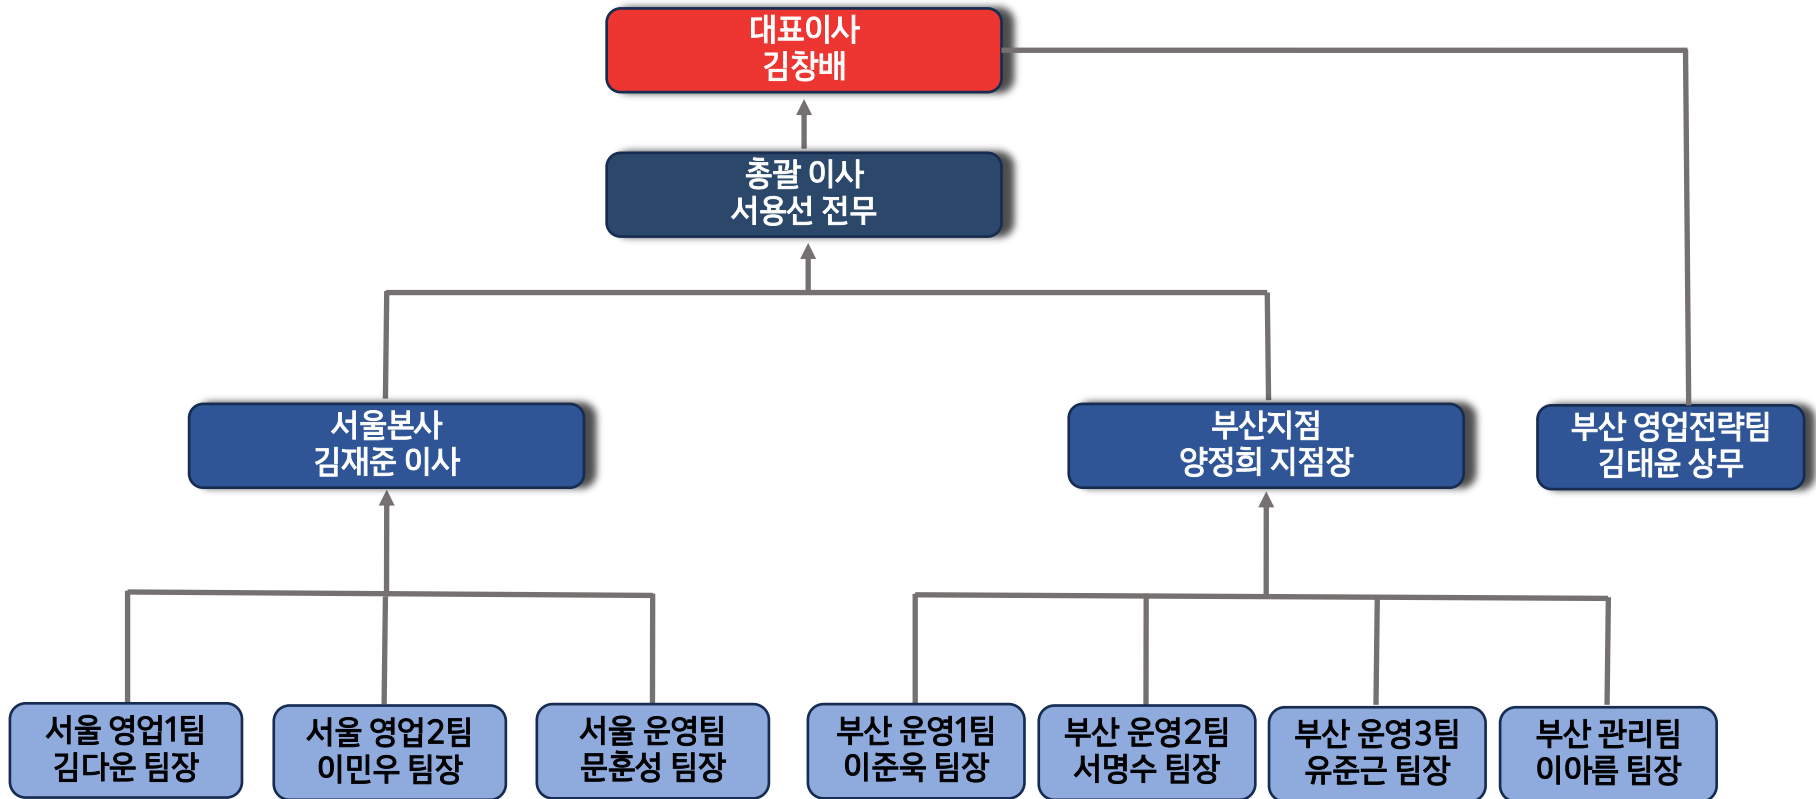 대표이사
김창배
총괄 이사
서용선 전무
서울본사
김재준 이사
부산지점
양정희 지점장
부산 영업전략팀
김태윤 상무
서울 영업1팀
김다운 팀장
서울 영업2팀
이민우 팀장
서울 운영팀
문훈성 팀장
부산 운영1팀
이준욱 팀장
부산 운영2팀
서명수 팀장
부산 운영3팀
유준근 팀장
부산 관리팀
이아름 팀장